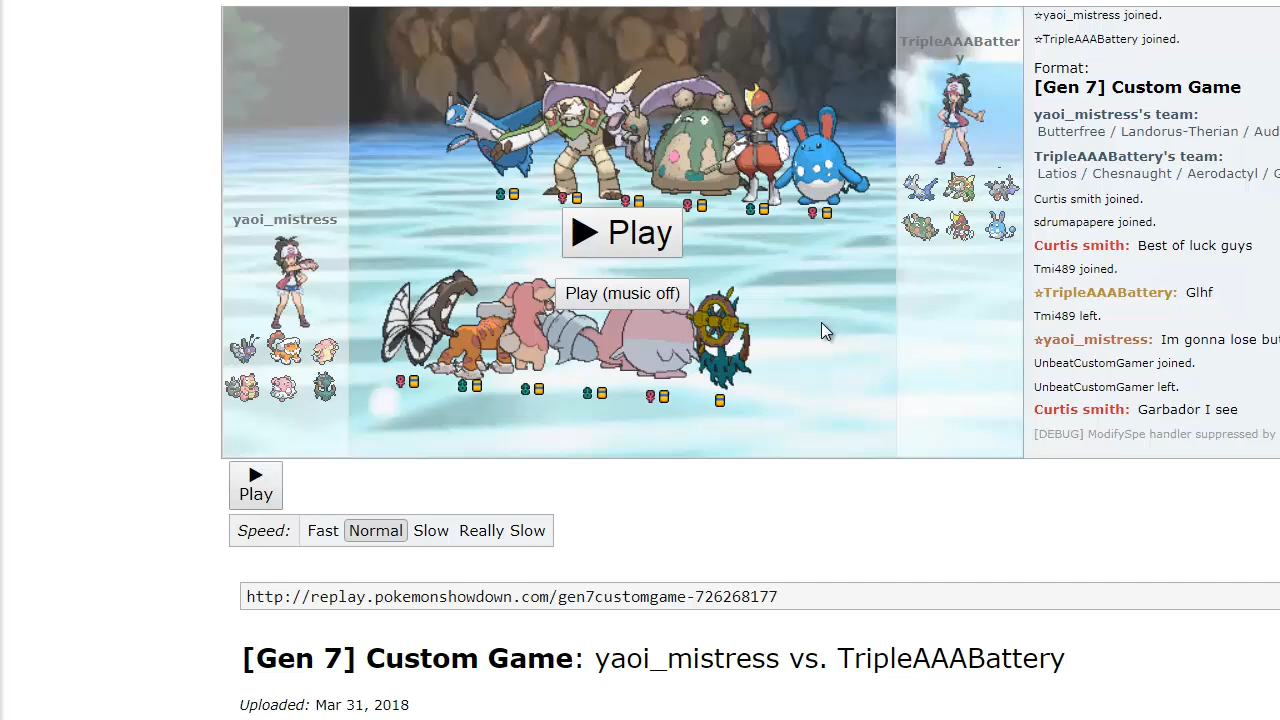 TripleAAABatter
y
yaoi_mistress
▶ Play
Play (music off)
☆yaoi_mistress joined.
☆TripleAAABattery joined.
Format:
[Gen 7] Custom Game
yaoi_mistress's team:
Butterfree / Landorus-Therian / Aud
TripleAAABattery's team:
Latios / Chesnaught / Aerodactyl / G
Curtis smith joined.
sdrumapapere joined.
Curtis smith: Best of luck guys
Tmi489 joined.
☆TripleAAABattery: Glhf
Tmi489 left.
☆yaoi_mistress: Im gonna lose but
UnbeatCustomGamer joined.
UnbeatCustomGamer left.
Curtis smith: Garbador I see
[DEBUG] ModifySpe handler suppressed by
▶
Play
Speed: Fast Normal Slow Really Slow
http://replay.pokemonshowdown.com/gen7customgame-726268177
[Gen 7] Custom Game: yaoi_mistress vs. TripleAAABattery
Uploaded: Mar 31, 2018